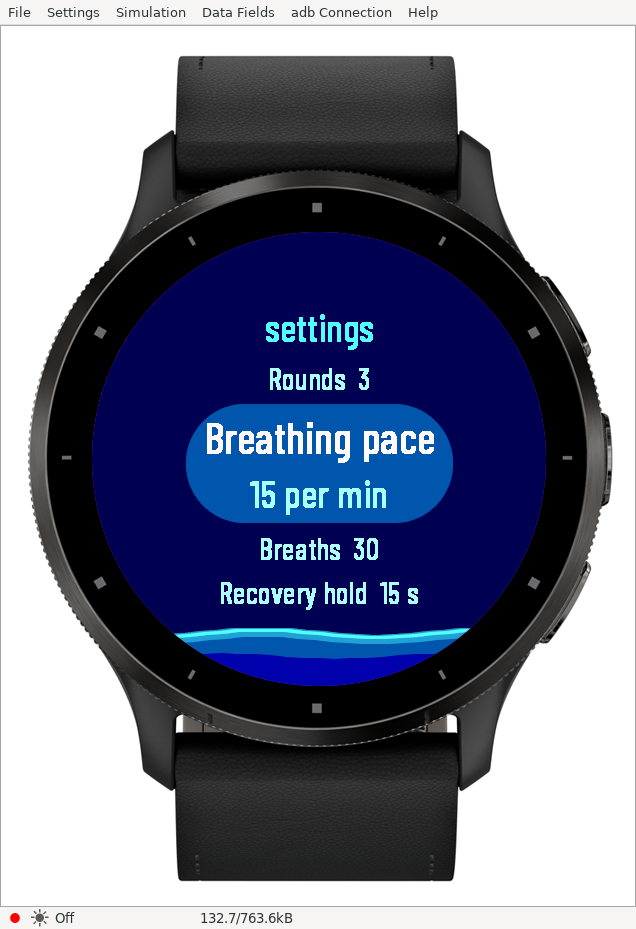 File Settings Simulation Data Fields adb Connection Help
settings
Rounds 3
Breathing pace
15 per min
Breaths 30
Recovery hold 15 s
Off 132.7/763.6kB